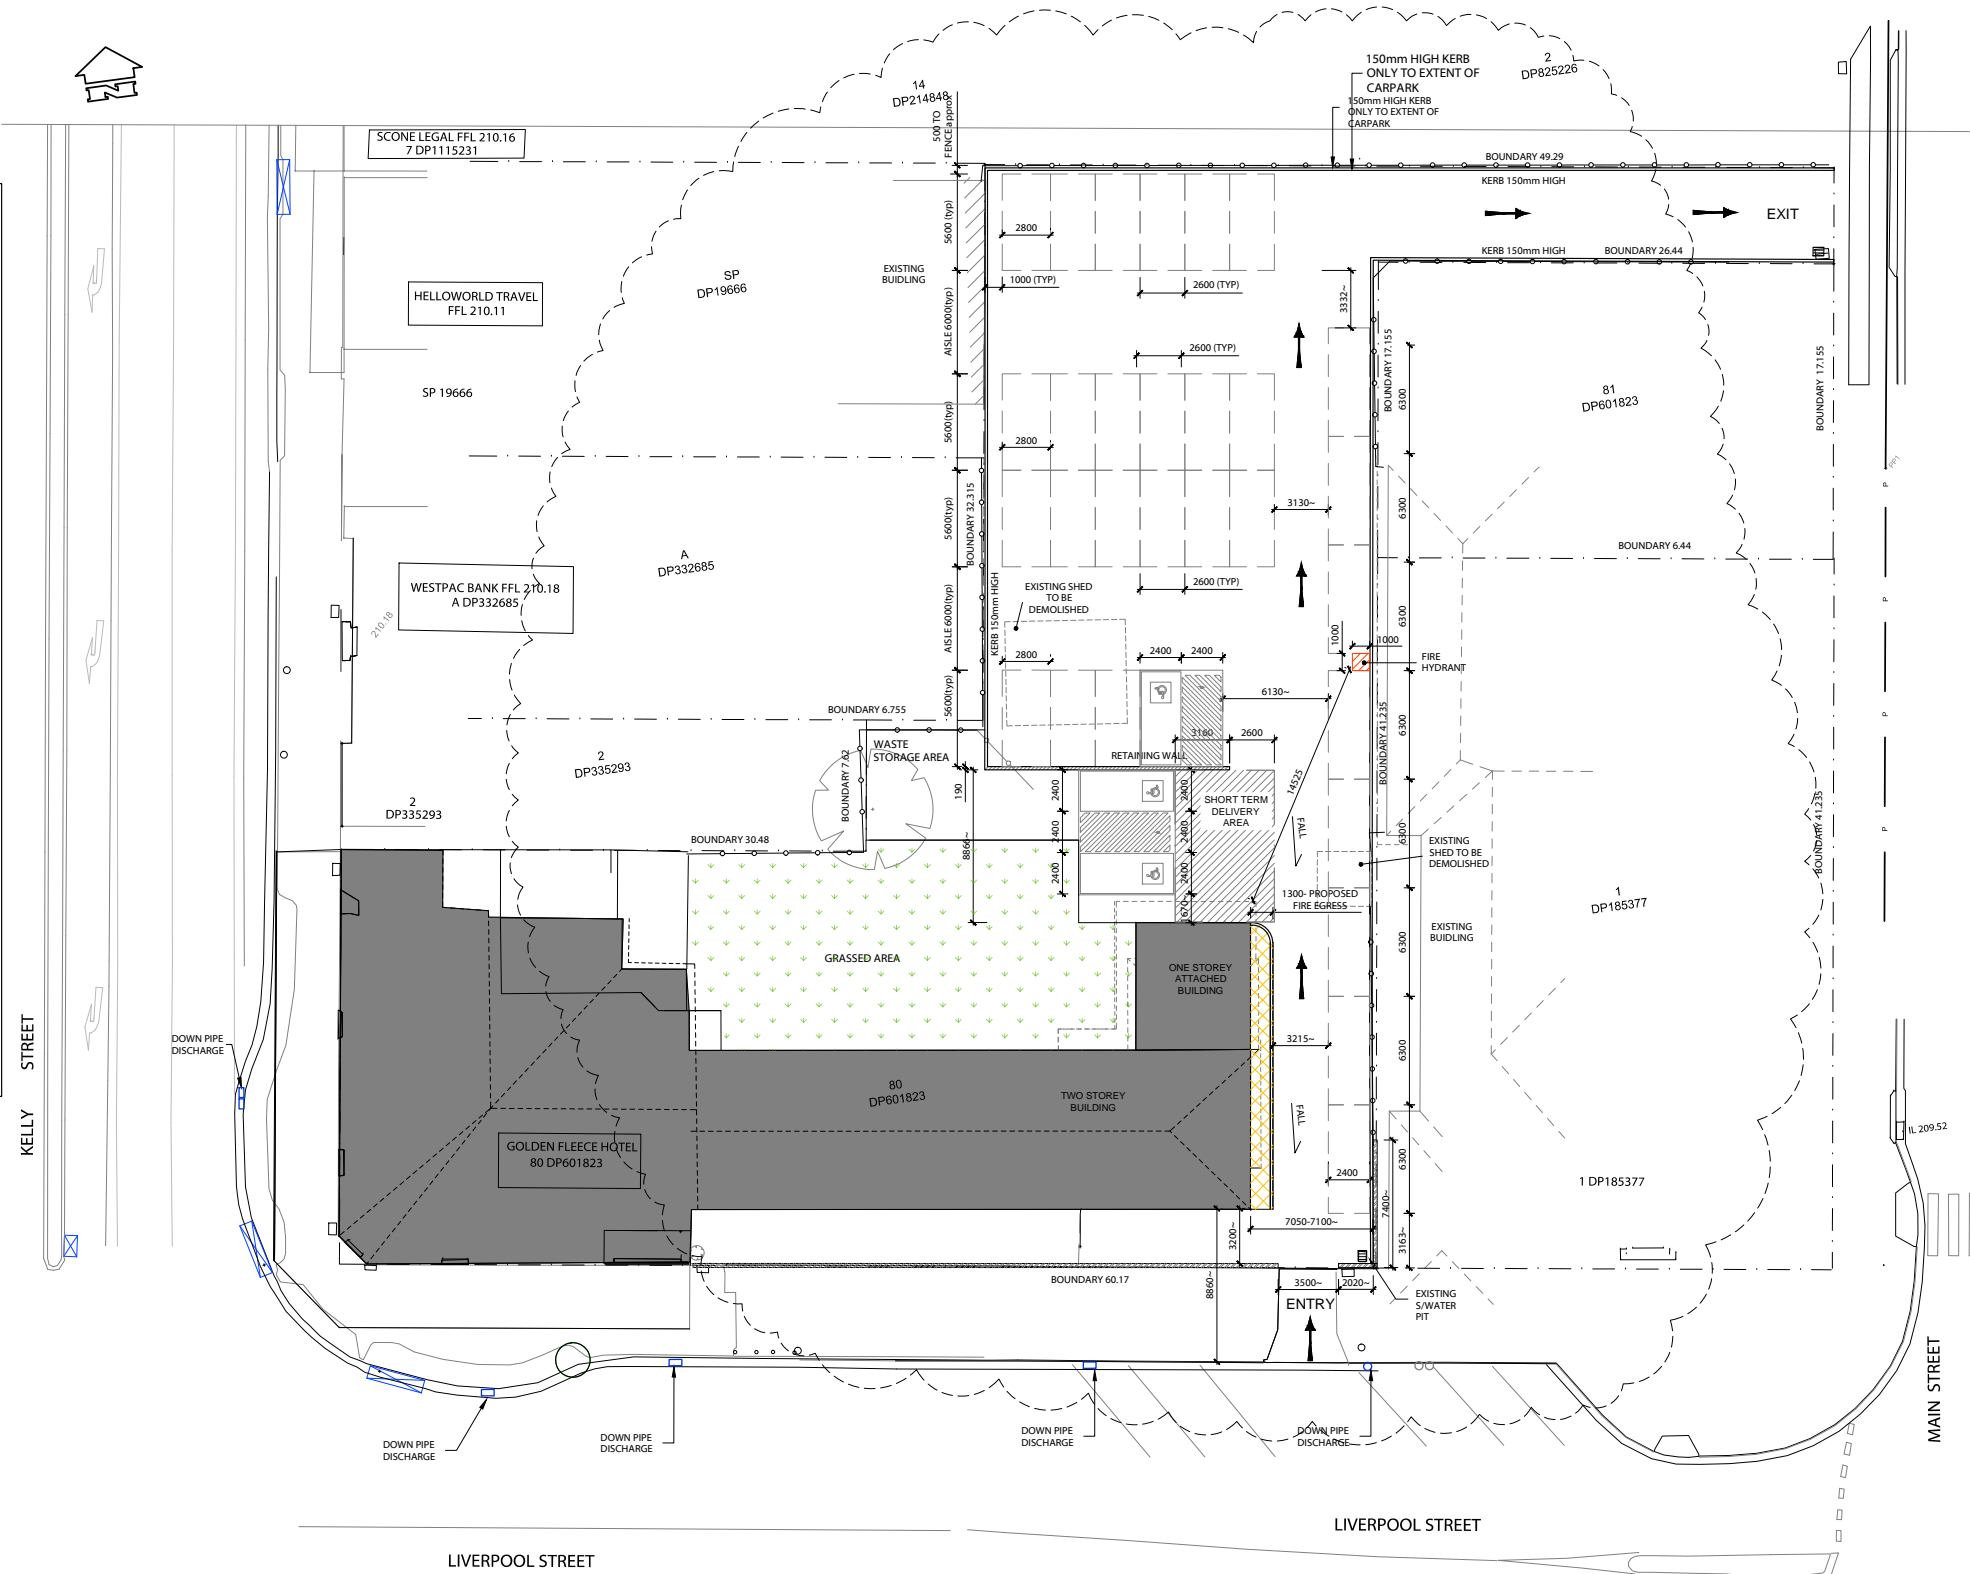 N
14
DP214848
500 TO
FENCE approx
150mm HIGH KERB
ONLY TO EXTENT OF
CARPARK
150mm HIGH KERB
ONLY TO EXTENT OF
CARPARK
2
DP825226
SCONE LEGAL FFL 210.16
7 DP1115231
BOUNDARY 49.29
KERB 150mm HIGH
EXIT
KERB 150mm HIGH
BOUNDARY 26.44
5600 (typ)
2800
EXISTING
BUIDLING
1000 (TYP)
2600 (TYP)
3332~
SP
DP19666
HELLOWORLD TRAVEL
FFL 210.11
AISLE 6000(typ)
2600 (TYP)
BOUNDARY 17.155
6300
81
DP601823
BOUNDARY 17.155
SP 19666
5600(typ)
2800
PP1
P
5600(typ)
BOUNDARY 32.315
3130~
6300
P
A
DP332685
BOUNDARY 6.44
WESTPAC BANK FFL 210.18
A DP332685
210.18
KERB 150mm HIGH
EXISTING SHED
TO BE
DEMOLISHED
2600 (TYP)
6300
P
AISLE 6000(typ)
2800
2400
2400
1000
1000
FIRE
HYDRANT
5600(typ)
6130~
BOUNDARY 41.235
6300
P
BOUNDARY 6.755
2
DP335293
WASTE
STORAGE AREA
BOUNDARY 7.62
RETAINING WALL
3160
2600
14525
2
DP335293
190
8866~
2400
2400
2400
2400
2400
2400
1670~
SHORT TERM
DELIVERY
AREA
FALL
6300
BOUNDARY 41.235
P
BOUNDARY 30.48
EXISTING
SHED TO BE
DEMOLISHED
1300- PROPOSED
FIRE EGRESS
1
DP185377
6300
EXISTING
BUIDLING
GRASSED AREA
ONE STOREY
ATTACHED
BUILDING
KELLY STREET
DOWN PIPE
DISCHARGE
3215~
6300
80
DP601823
TWO STOREY
BUILDING
FALL
IL 209.52
GOLDEN FLEECE HOTEL
80 DP601823
6300
2400
1 DP185377
7400~
3200~
7050-7100~
3163~
BOUNDARY 60.17
8860~
3500~
2020~
ENTRY
EXISTING
S/WATER
PIT
DOWN PIPE
DISCHARGE
DOWN PIPE
DISCHARGE
DOWN PIPE
DISCHARGE
DOWN PIPE
DISCHARGE
MAIN STREET
LIVERPOOL STREET
LIVERPOOL STREET